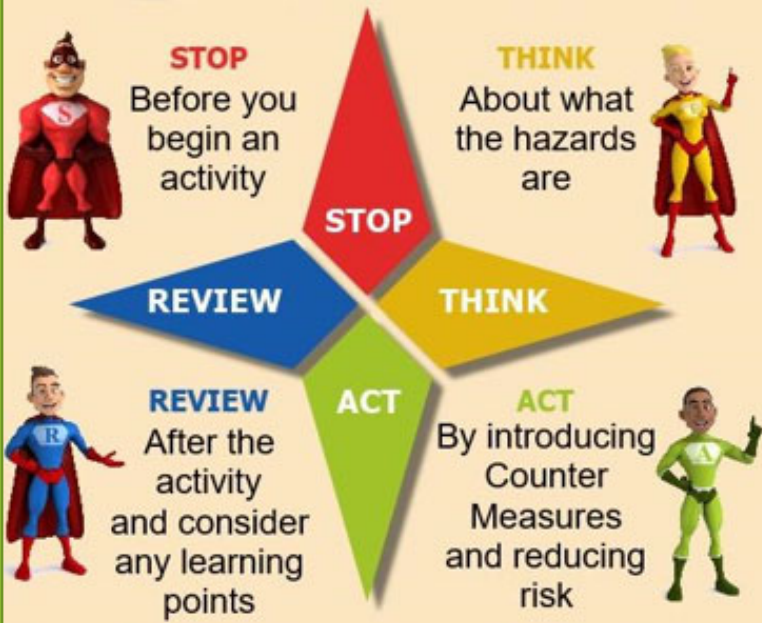 STOP
Before you
begin an
activity
THINK
About what
the hazards
are
STOP
REVIEW
THINK
ACT
REVIEW
After the
activity
and consider
any learning
points
ACT
By introducing
Counter
Measures
and reducing
risk
S
R
A